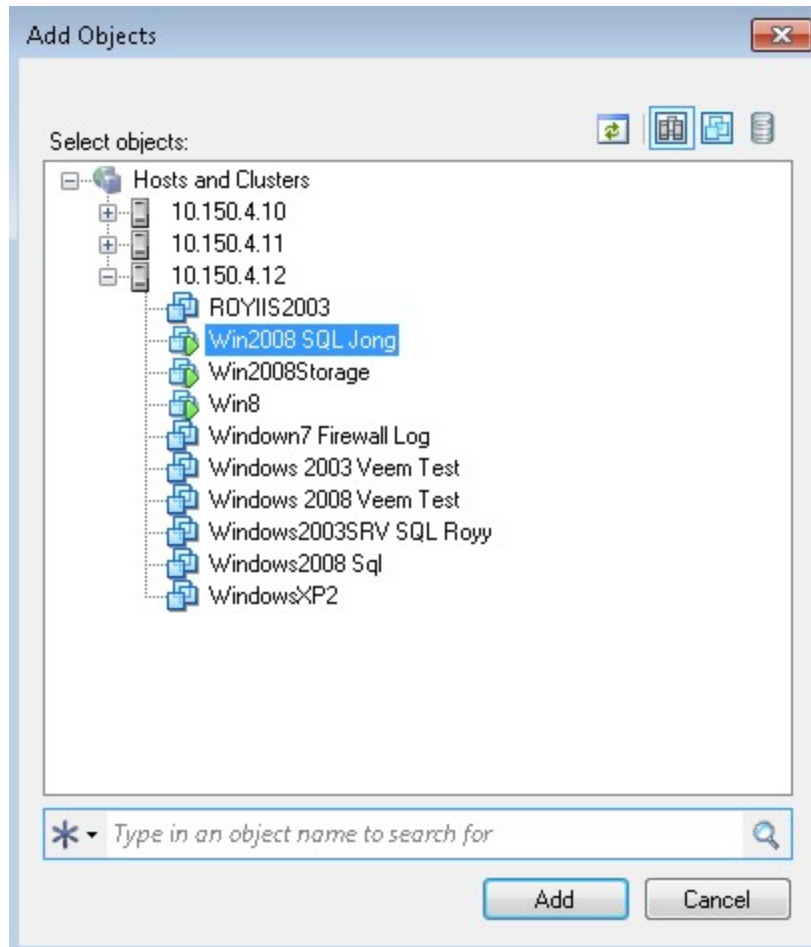 Add Objects
Select objects:
Hosts and Clusters
10.150.4.10
10.150.4.11
10.150.4.12
ROYIIS2003
Win2008 SQL Jong
Win2008Storage
Win8
Windown7 Firewall Log
Windows 2003 Veem Test
Windows 2008 Veem Test
Windows2003SRV SQL Royy
Windows2008 Sql
WindowsXP2
Type in an object name to search for
Add Cancel